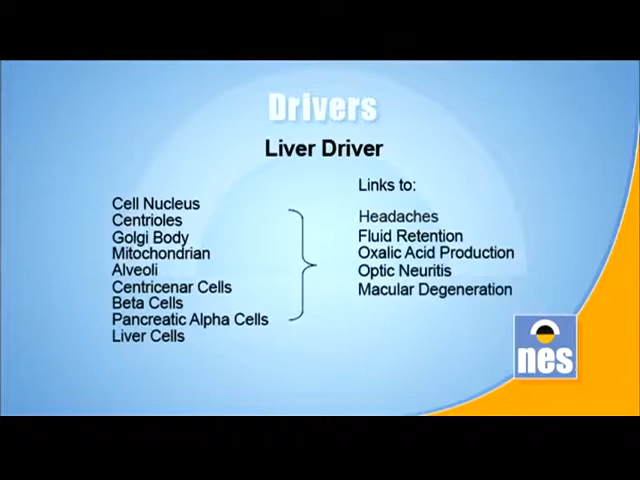 Drivers
Liver Driver
Cell Nucleus
Centrioles
Golgi Body
Mitochondrian
Alveoli
Centricenar Cells
Beta Cells
Pancreatic Alpha Cells
Liver Cells
Links to:
Headaches
Fluid Retention
Oxalic Acid Production
Optic Neuritis
Macular Degeneration
nes